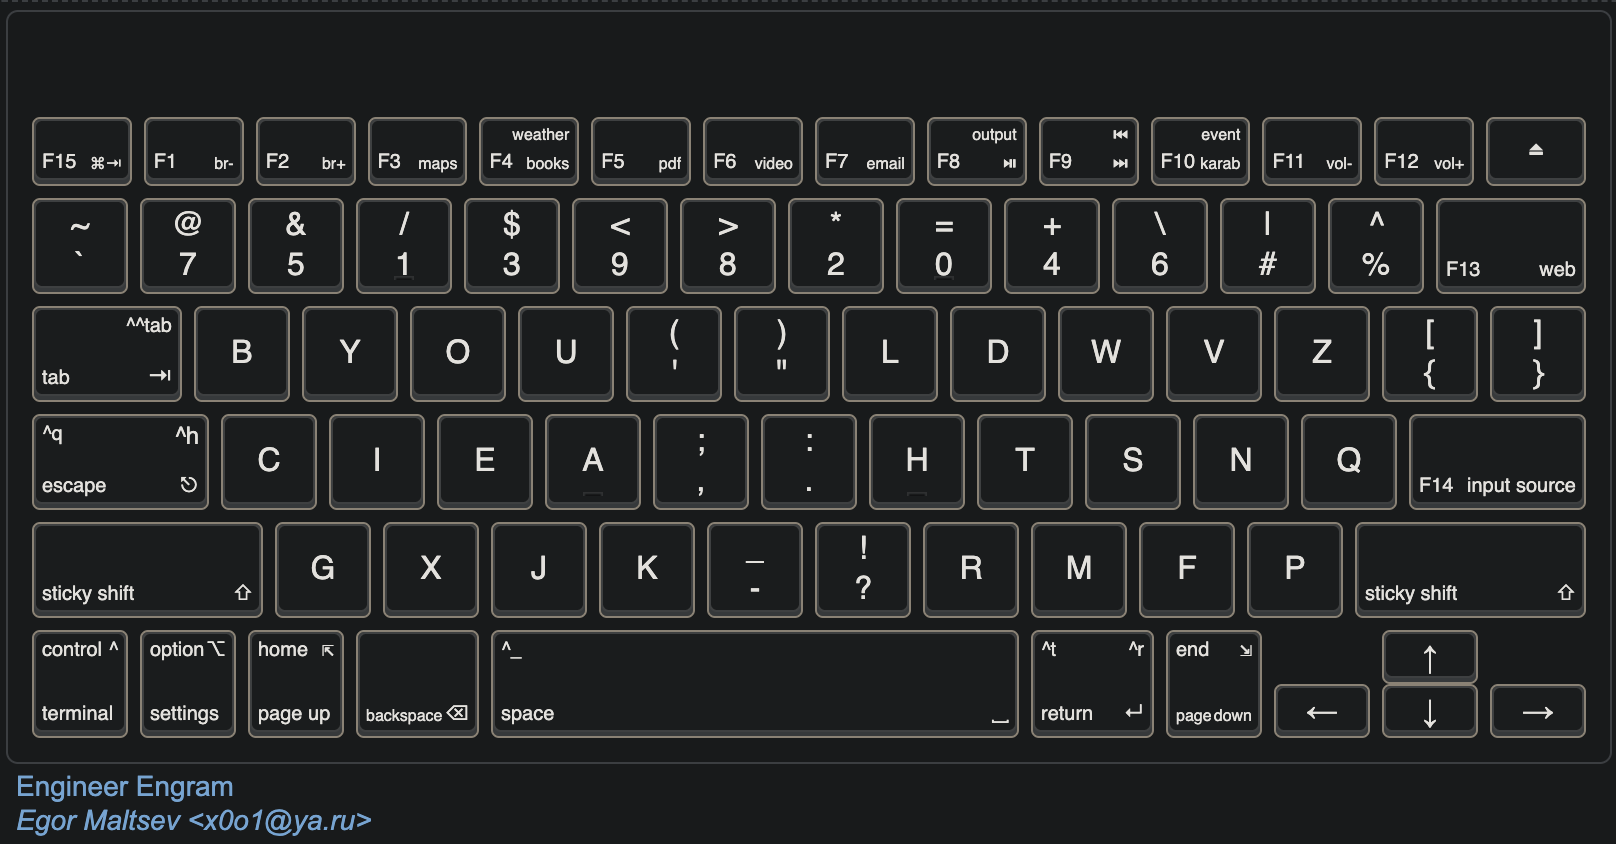 weather output ⏮ event
F15 ⌘⇥ F1 br- F2 br+ F3 maps F4 books F5 pdf F6 video F7 email F8 ⏯ F9 ⏭ F10 karab F11 vol- F12 vol+ ⏏
~ @ & / $ < > * = + \ | ^
` 7 5 1 3 9 8 2 0 4 6 # % F13 web
^^tab ( ) [ ]
B Y O U L D W V Z
tab ⇥ ' " { }
^q ^h ; :
C I E A H T S N Q
escape ⎋ , . F14 input source
_ !
G X J K R M F P
sticky shift ⇧ - ? sticky shift ⇧
control ^ option ⌥ home ⇱ ^_ ^t ^r end ⇲ ↑
terminal settings page up backspace ⌫ space ⎵ return ↵ page down ← ↓ →
Engineer Engram
Egor Maltsev <x0o1@ya.ru>